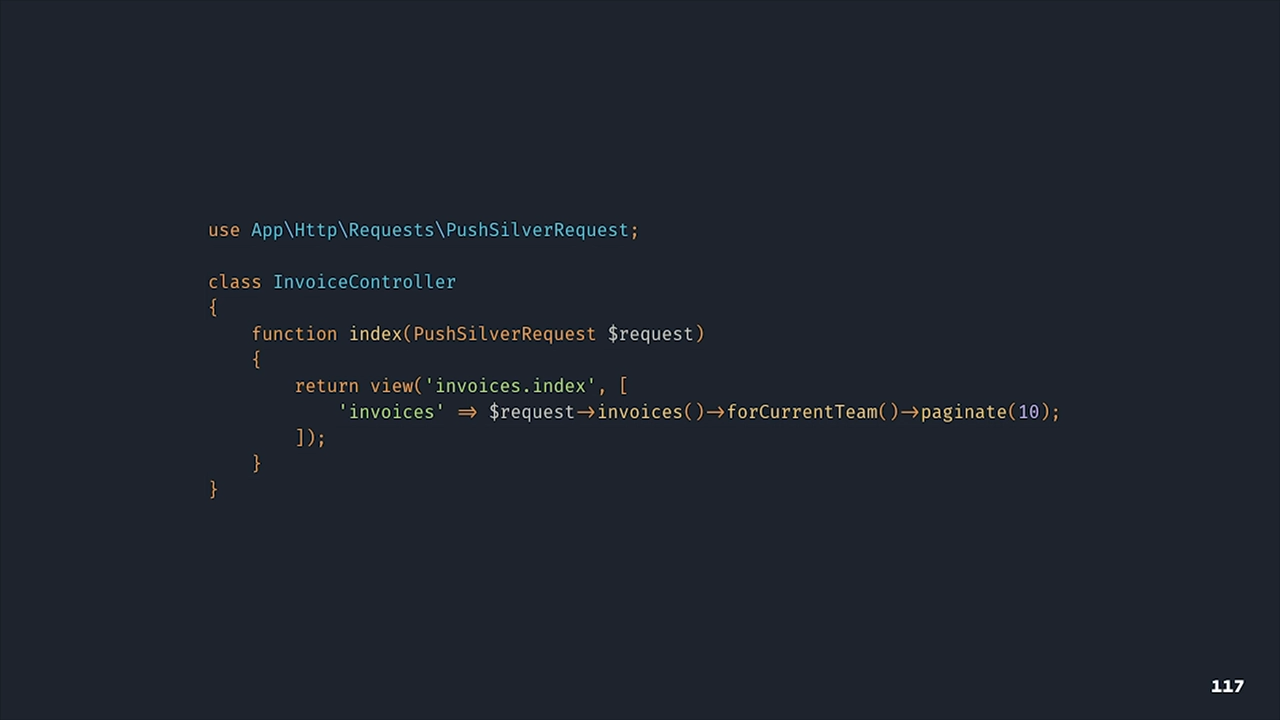 use App\Http\Requests\PushSilverRequest;
class InvoiceController
{
function index(PushSilverRequest $request)
{
return view('invoices.index', [
'invoices' => $request->invoices()->forCurrentTeam()->paginate(10);
]);
}
}
117